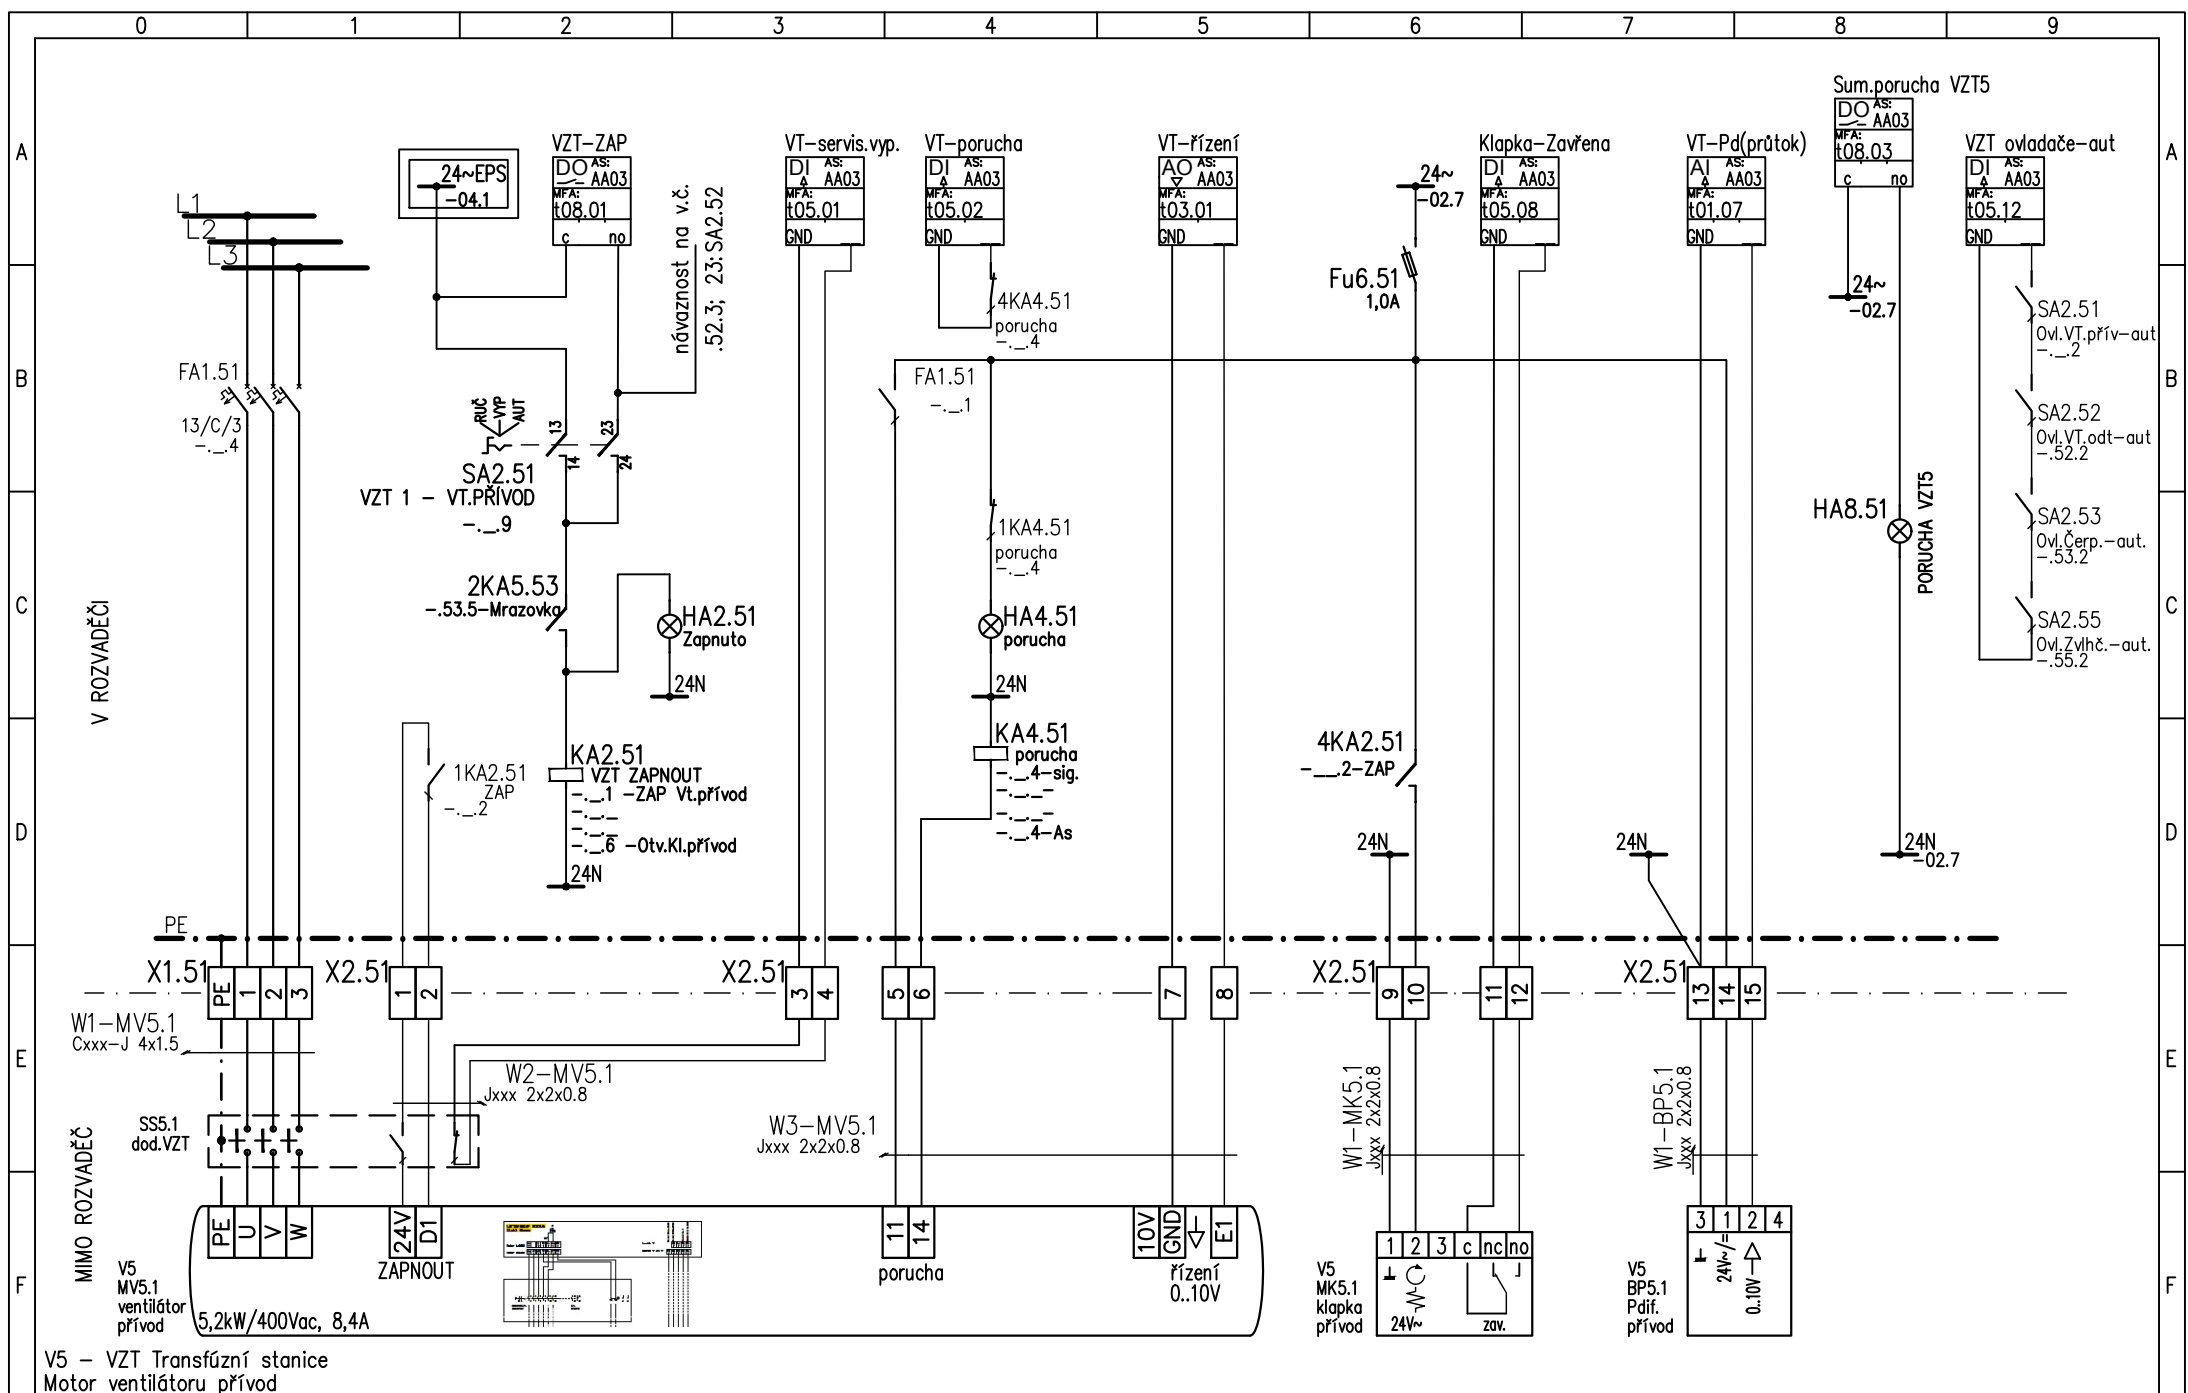 0 1 2 3 4 5 6 7 8 9
A
B
C
D
E
F
A
B
C
D
E
F
L1
L2
L3
FA1.51
13/C/3
-._.4
24~EPS
-04.1
VZT-ZAP
DO AS:
AA03
MFA:
t08.01
c no
návaznost na v.č.
.52.3; 23:SA2.52
RUČ
VYP
AUT
13
14
23
24
SA2.51
VZT 1 - VT.PŘÍVOD
-._.9
2KA5.53
-.53.5-Mrazovka
HA2.51
Zapnuto
24N
KA2.51
VZT ZAPNOUT
-._.1 -ZAP Vt.přívod
-._._
-._._
-._.6 -Otv.Kl.přívod
24N
1KA2.51
ZAP
-._.2
VT-servis.vyp.
DI AS:
AA03
MFA:
t05.01
GND
VT-porucha
DI AS:
AA03
MFA:
t05.02
GND
4KA4.51
porucha
-._.4
FA1.51
-._.1
1KA4.51
porucha
-._.4
HA4.51
porucha
24N
KA4.51
porucha
-._.4-sig.
-._.-
-._.-
-._.4-As
VT-řízení
AO AS:
AA03
MFA:
t03.01
GND
24~
-02.7
Fu6.51
1,0A
4KA2.51
-__.2-ZAP
24N
Klapka-Zavřena
DI AS:
AA03
MFA:
t05.08
GND
VT-Pd(průtok)
AI AS:
AA03
MFA:
t01.07
24N
Sum.porucha VZT5
DO AS:
AA03
MFA:
t08.03
c no
24~
-02.7
HA8.51
PORUCHA VZT5
24N
-02.7
VZT ovladače-aut
DI AS:
AA03
MFA:
t05.12
GND
SA2.51
Ovl.VT.přív-aut
-._.2
SA2.52
Ovl.VT.odt-aut
-.52.2
SA2.53
Ovl.Čerp.-aut.
-.53.2
SA2.55
Ovl.Zvlhč.-aut.
-.55.2
V ROZVADĚČI
PE
X1.51 PE 1 2 3
X2.51 1 2
X2.51 3 4
5 6
7 8
X2.51 9 10
11 12
X2.51 13 14 15
W1-MV5.1
Cxxx-J 4x1.5
W2-MV5.1
Jxxx 2x2x0.8
W3-MV5.1
Jxxx 2x2x0.8
W1-MK5.1
Jxxx 2x2x0.8
W1-BP5.1
Jxxx 2x2x0.8
SS5.1
dod.VZT
MIMO ROZVADĚČ
PE U V W
24V D1
ZAPNOUT
11 14
porucha
10V GND E1
řízení
0..10V
V5
MV5.1
ventilátor
přívod
5,2kW/400Vac, 8,4A
V5
MK5.1
klapka
přívod
1 2 3 c nc no
24V~
zav.
V5
BP5.1
Pdif.
přívod
3 1 2 4
24V~/=
0..10V
V5 - VZT Transfúzní stanice
Motor ventilátoru přívod